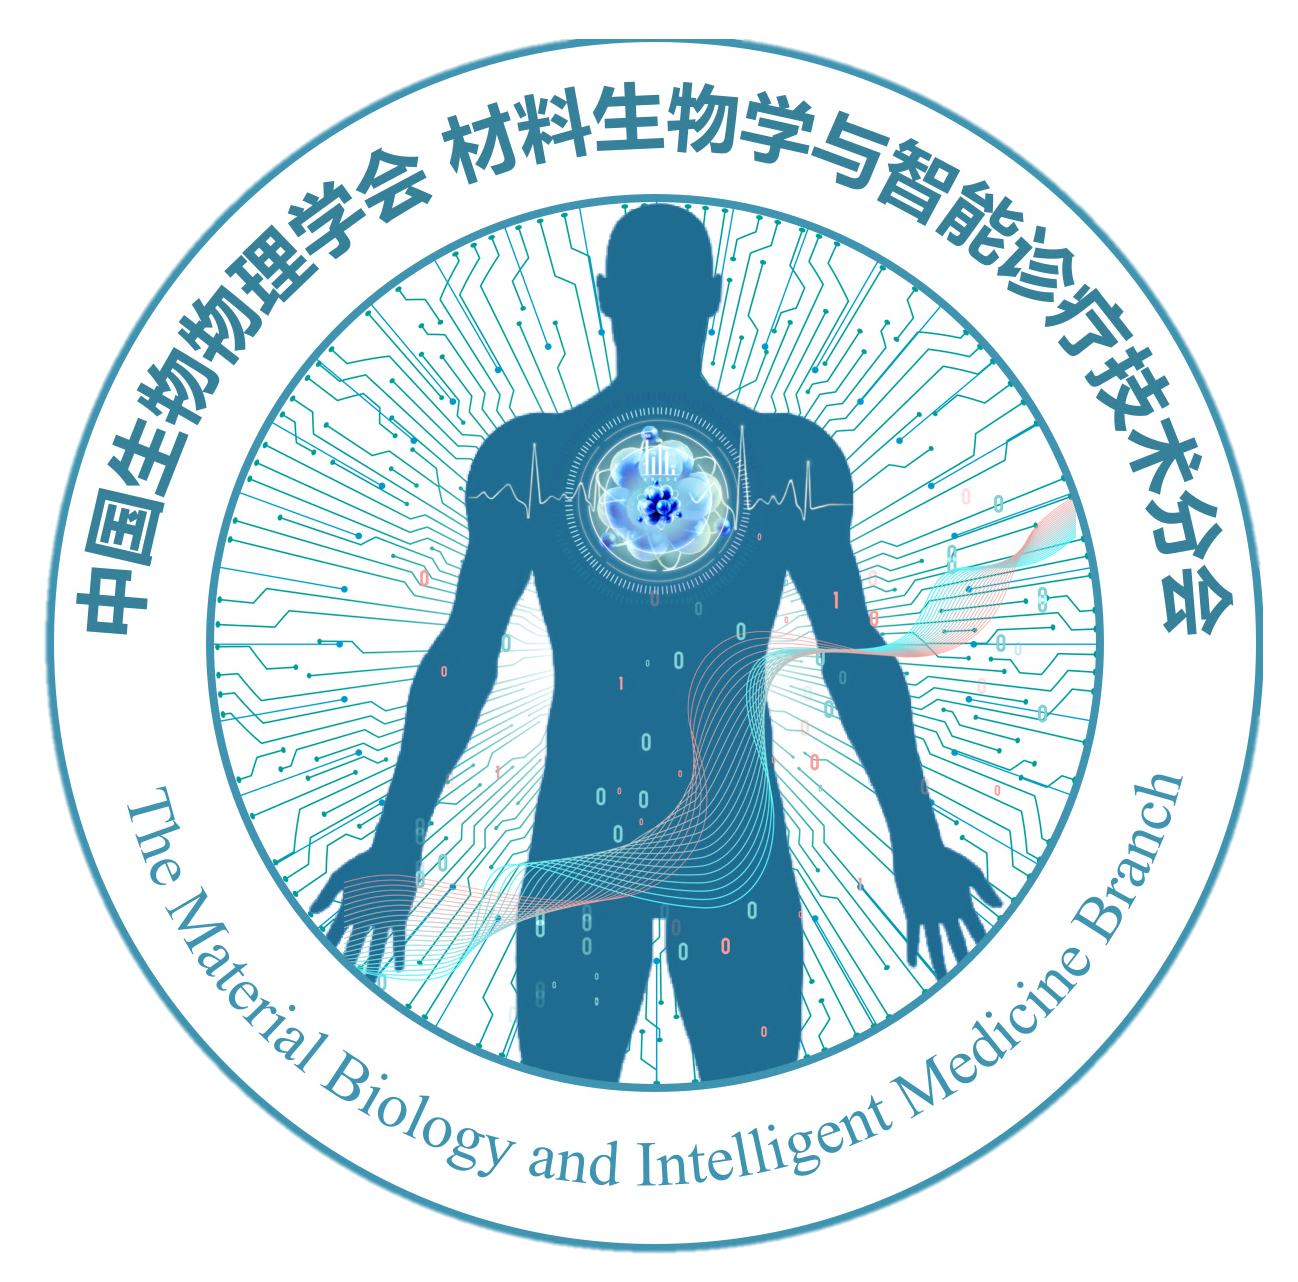 中国生物物理学会 材料生物学与智能诊疗技术分会
The Material Biology and Intelligent Medicine Branch